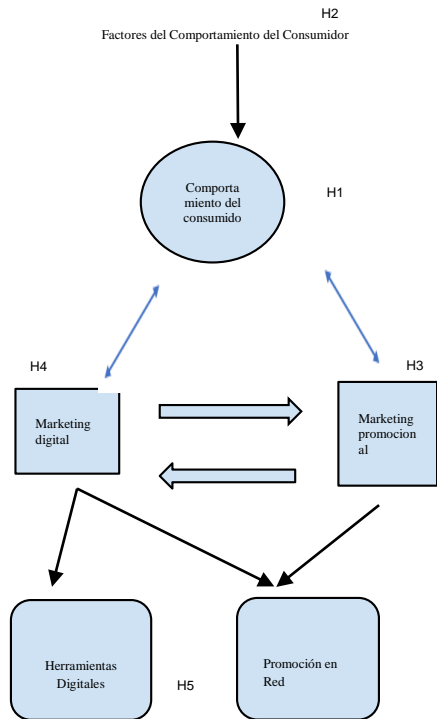 H2
Factores del Comportamiento del Consumidor
Comporta
miento del
consumido
H1
H4
H3
Marketing
digital
Marketing
promocion
al
Herramientas
Digitales
H5
Promoción en
Red